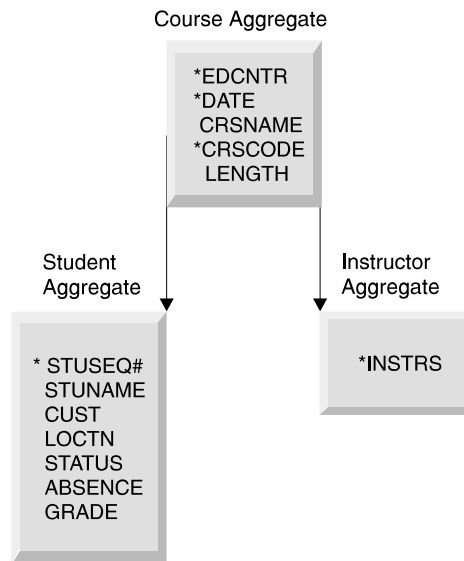 Course Aggregate
*EDCNTR
*DATE
CRSNAME
*CRSCODE
LENGTH
Student
Aggregate
* STUSEQ#
STUNAME
CUST
LOCTN
STATUS
ABSENCE
GRADE
Instructor
Aggregate
*INSTRS